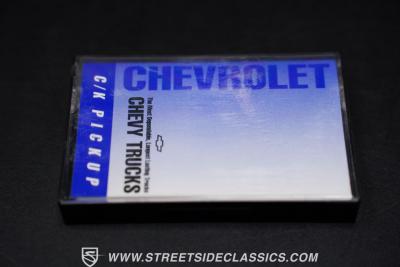 CHEVROLET
C/K PICKUP
The Most Dependable, Longest Lasting Trucks
CHEVY TRUCKS
WWW.STREETSIDECLASSICS.COM